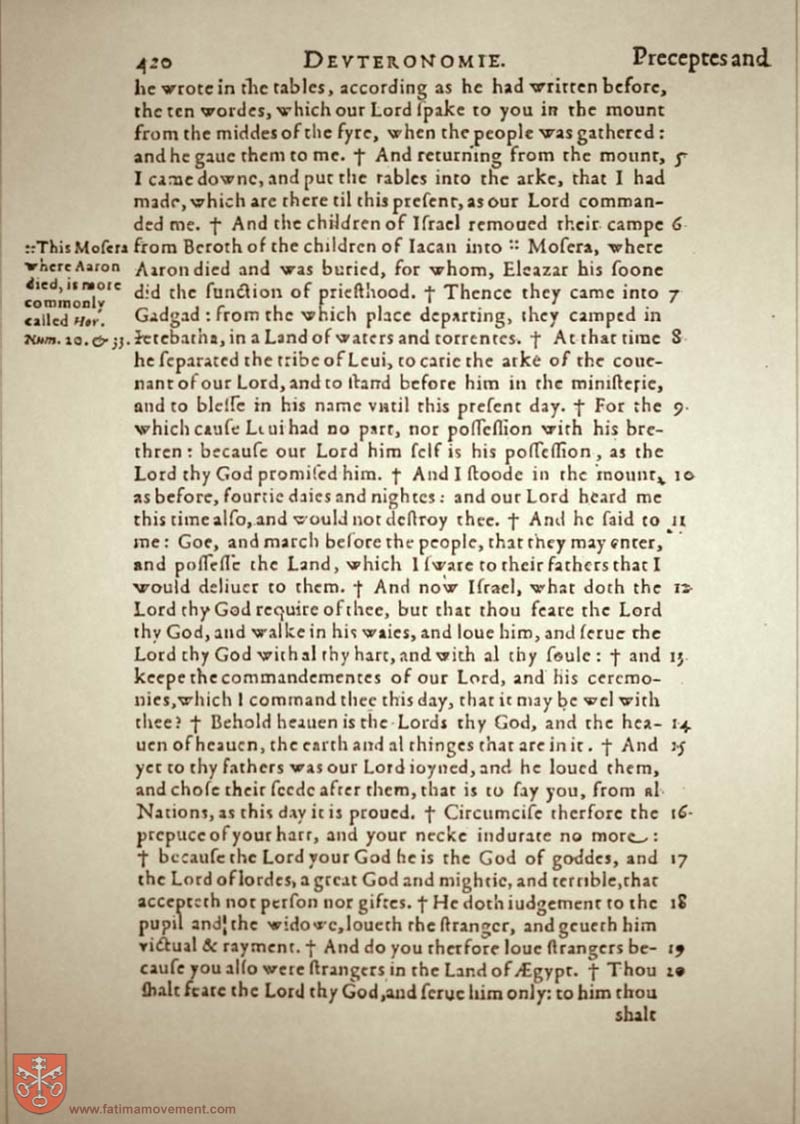 420 DEVTERONOMIE. Preceptes and
he wrote in the tables, according as he had written before,
the ten wordes, which our Lord ſpake to you in the mount
from the middes of the fyre, when the people was gathered:
and he gaue them to me. † And returning from the mount, 5
I came downe, and put the tables into the arke, that I had
made, which are there til this preſent, as our Lord comman-
ded me. † And the children of Iſrael remoued their campe 6
from Beroth of the children of Iacan into :: Moſera, where
::This Moſera
where Aaron
died, is more
commonly
called Hor.
Num. 20. & 33.
Aaron died and was buried, for whom, Eleazar his ſoone
did the function of prieſthood. † Thence they came into 7
Gadgad: from the which place departing, they camped in
Ietebatha, in a Land of waters and torrentes. † At that time 8
he ſeparated the tribe of Leui, to carie the arke of the coue-
nant of our Lord, and to ſtand before him in the miniſterie,
and to bleſſe in his name vntil this preſent day. † For the 9
which cauſe Leui had no part, nor poſſeſſion with his bre-
thren: becauſe our Lord him ſelf is his poſſeſſion, as the
Lord thy God promiſed him. † And I ſtoode in the mount, 10
as before, fourtie daies and nightes: and our Lord heard me
this time alſo, and would not deſtroy thee. † And he ſaid to 11
me: Goe, and march before the people, that they may enter,
and poſſeſſe the Land, which I ſware to their fathers that I
would deliuer to them. † And now Iſrael, what doth the 12
Lord thy God require of thee, but that thou feare the Lord
thy God, and walke in his waies, and loue him, and ſerue the
Lord thy God with al thy hart, and with al thy ſoule: † and 13
keepe the commandementes of our Lord, and his ceremo-
nies, which I command thee this day, that it may be wel with
thee? † Behold heauen is the Lords thy God, and the hea- 14
uen of heauen, the earth and al thinges that are in it. † And 15
yet to thy fathers was our Lord ioyned, and he loued them,
and choſe their ſeede after them, that is to ſay you, from al
Nations, as this day it is proued. † Circumciſe therfore the 16
prepuce of your hart, and your necke indurate no more:
† becauſe the Lord your God he is the God of goddes, and 17
the Lord of lordes, a great God and mightie, and terrible, that
accepteth not perſon nor giftes. † He doth iudgement to the 18
pupil and the widowe, loueth the ſtranger, and geueth him
victual & rayment. † And do you therfore loue ſtrangers be- 19
cauſe you alſo were ſtrangers in the Land of Ægypt. † Thou 20
ſhalt feare the Lord thy God, and ſerue him only: to him thou
shalt
www.fatimamovement.com